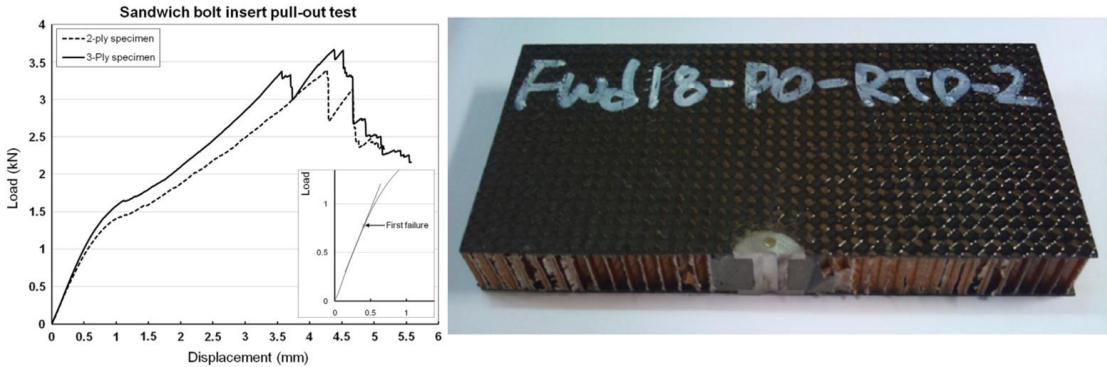 Sandwich bolt insert pull-out test
4
3.5
3
2.5
2
1.5
1
0.5
0
Load (kN)
2-ply specimen
3-Ply specimen
Load
1
0.5
0
First failure
0.5
1
0 0.5 1 1.5 2 2.5 3 3.5 4 4.5 5 5.5 6
Displacement (mm)
Fwd18-PO-RTD-2